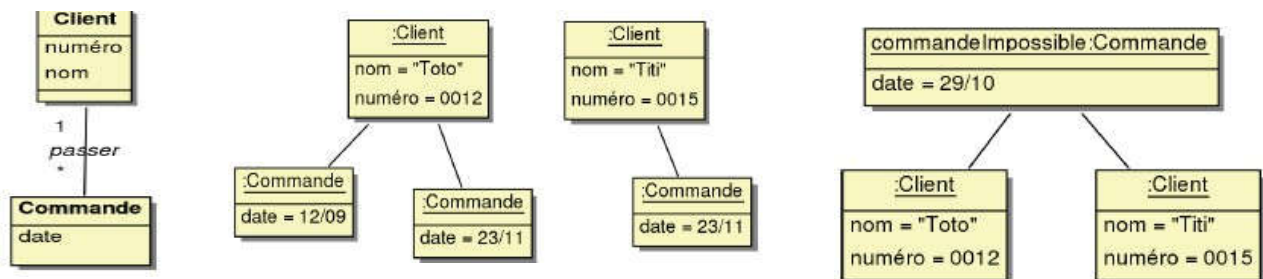 Client
numéro
nom
1
passer
*
Commande
date
:Client
nom = "Toto"
numéro = 0012
:Commande
date = 12/09
:Commande
date = 23/11
:Client
nom = "Titi"
numéro = 0015
:Commande
date = 23/11
commandeImpossible:Commande
date = 29/10
:Client
nom = "Toto"
numéro = 0012
:Client
nom = "Titi"
numéro = 0015